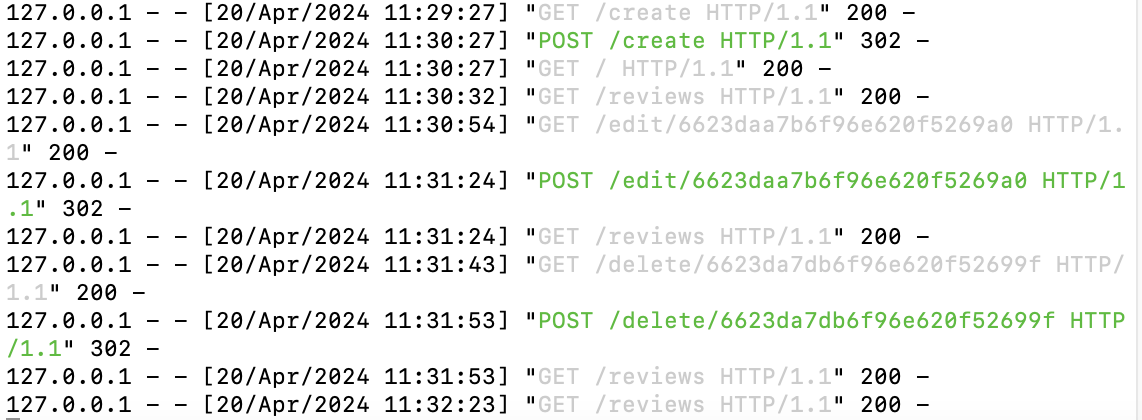 127.0.0.1 - - [20/Apr/2024 11:29:27] "GET /create HTTP/1.1" 200 -
127.0.0.1 - - [20/Apr/2024 11:30:27] "POST /create HTTP/1.1" 302 -
127.0.0.1 - - [20/Apr/2024 11:30:27] "GET / HTTP/1.1" 200 -
127.0.0.1 - - [20/Apr/2024 11:30:32] "GET /reviews HTTP/1.1" 200 -
127.0.0.1 - - [20/Apr/2024 11:30:54] "GET /edit/6623daa7b6f96e620f5269a0 HTTP/1.
1" 200 -
127.0.0.1 - - [20/Apr/2024 11:31:24] "POST /edit/6623daa7b6f96e620f5269a0 HTTP/1
.1" 302 -
127.0.0.1 - - [20/Apr/2024 11:31:24] "GET /reviews HTTP/1.1" 200 -
127.0.0.1 - - [20/Apr/2024 11:31:43] "GET /delete/6623da7db6f96e620f52699f HTTP/
1.1" 200 -
127.0.0.1 - - [20/Apr/2024 11:31:53] "POST /delete/6623da7db6f96e620f52699f HTTP
/1.1" 302 -
127.0.0.1 - - [20/Apr/2024 11:31:53] "GET /reviews HTTP/1.1" 200 -
127.0.0.1 - - [20/Apr/2024 11:32:23] "GET /reviews HTTP/1.1" 200 -